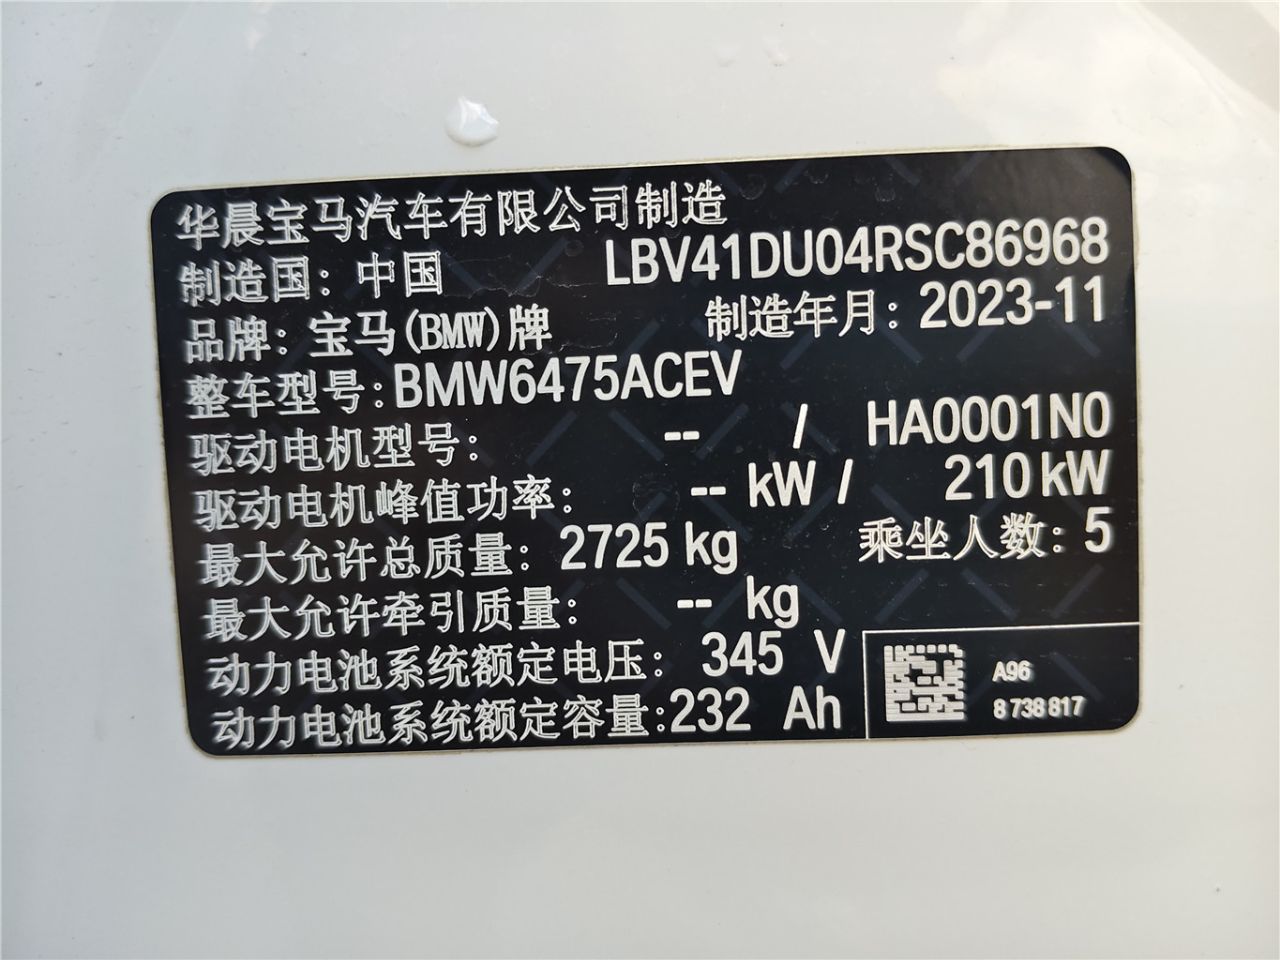 华晨宝马汽车有限公司制造
制造国：中国 LBV41DU04RSC86968
品牌：宝马(BMW)牌 制造年月：2023-11
整车型号:BMW6475ACEV
驱动电机型号： -- / HA0001N0
驱动电机峰值功率： -- kW / 210 kW
最大允许总质量：2725 kg 乘坐人数：5
最大允许牵引质量： -- kg
动力电池系统额定电压：345 V
动力电池系统额定容量:232 Ah
A96
8 738 817